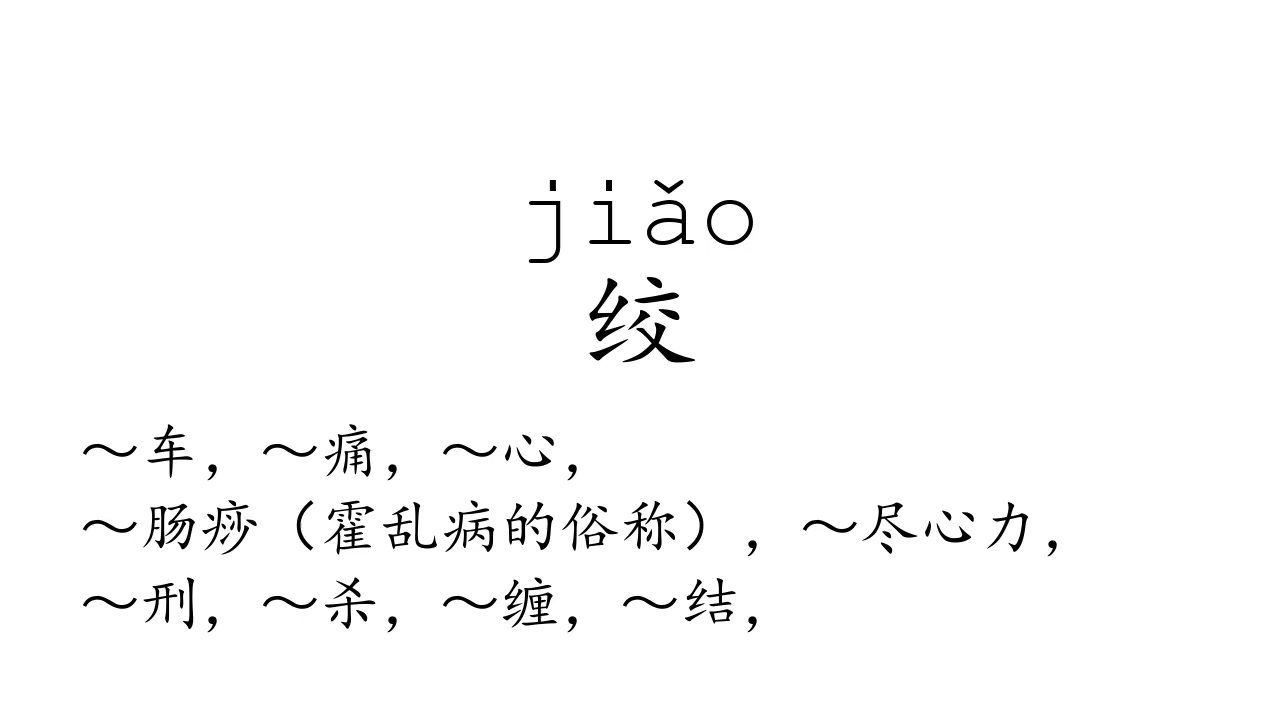 jiǎo
绞
～车，～痛，～心，
～肠痧（霍乱病的俗称），～尽心力，
～刑，～杀，～缠，～结，